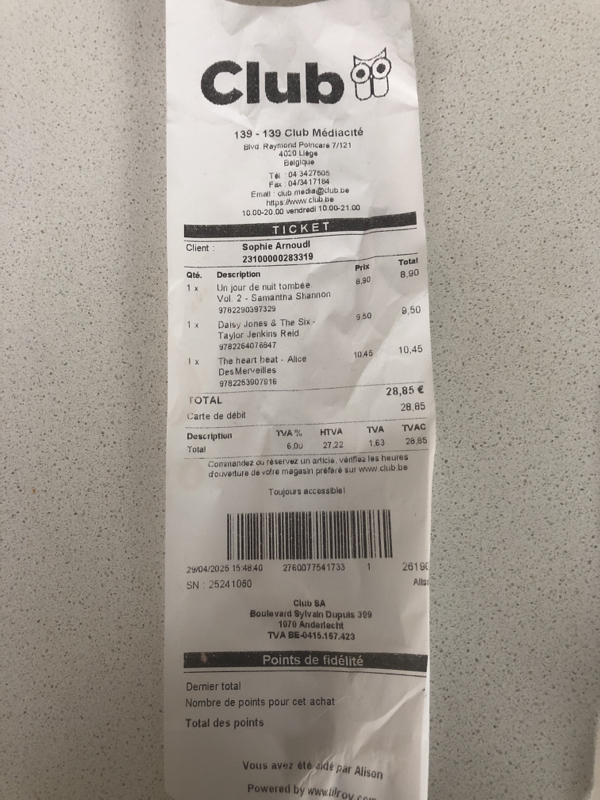 Club
139 - 139 Club Médiacité
Blvd. Raymond Poincaré 7/121
4020 Liège
Belgique
Tél : 04 3427605
Fax : 04/3417184
Email : club.media@club.be
https://www.club.be
10.00-20.00 vendredi 10.00-21.00
TICKET
Client : Sophie Arnoudl
23100000283319
Qté. Description Prix Total
1 x Un jour de nuit tombée 8,90 8,90
Vol. 2 - Samantha Shannon
9782290397329
1 x Daisy Jones & The Six - 9,50 9,50
Taylor Jenkins Reid
9782264076847
1 x The heart beat - Alice 10,45 10,45
DesMerveilles
9782253907916
TOTAL 28,85 €
Carte de débit 28,85
Description TVA % HTVA TVA TVAC
Total 6,00 27,22 1,63 28,85
Commandez ou réservez un article, vérifiez les heures
d'ouverture de votre magasin préféré sur www.club.be
Toujours accessible!
29/04/2025 15:48:40 2760077541733 1 2619
SN : 25241060
Club SA
Boulevard Sylvain Dupuis 399
1070 Anderlecht
TVA BE-0415.157.423
Points de fidélité
Dernier total
Nombre de points pour cet achat
Total des points
Vous avez été aidé par Alison
Powered by